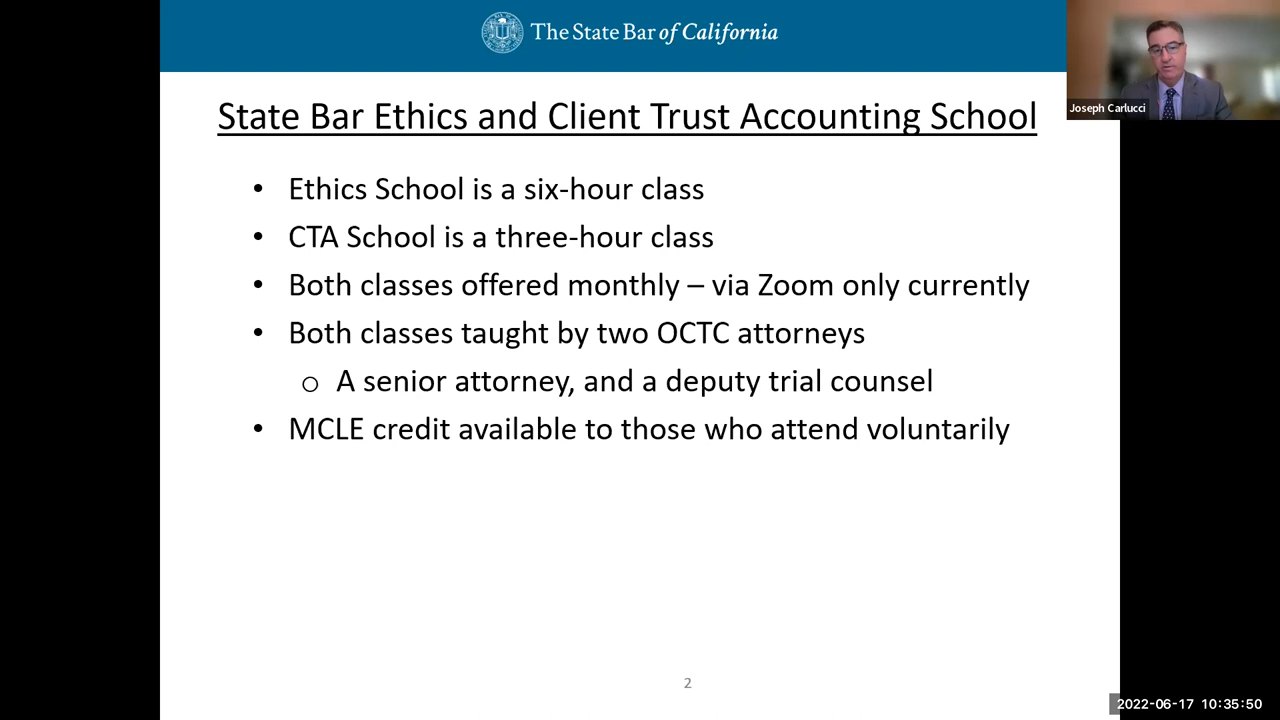 The State Bar of California
Joseph Carlucci
State Bar Ethics and Client Trust Accounting School
• Ethics School is a six-hour class
• CTA School is a three-hour class
• Both classes offered monthly – via Zoom only currently
• Both classes taught by two OCTC attorneys
o A senior attorney, and a deputy trial counsel
• MCLE credit available to those who attend voluntarily
2
2022-06-17 10:35:50